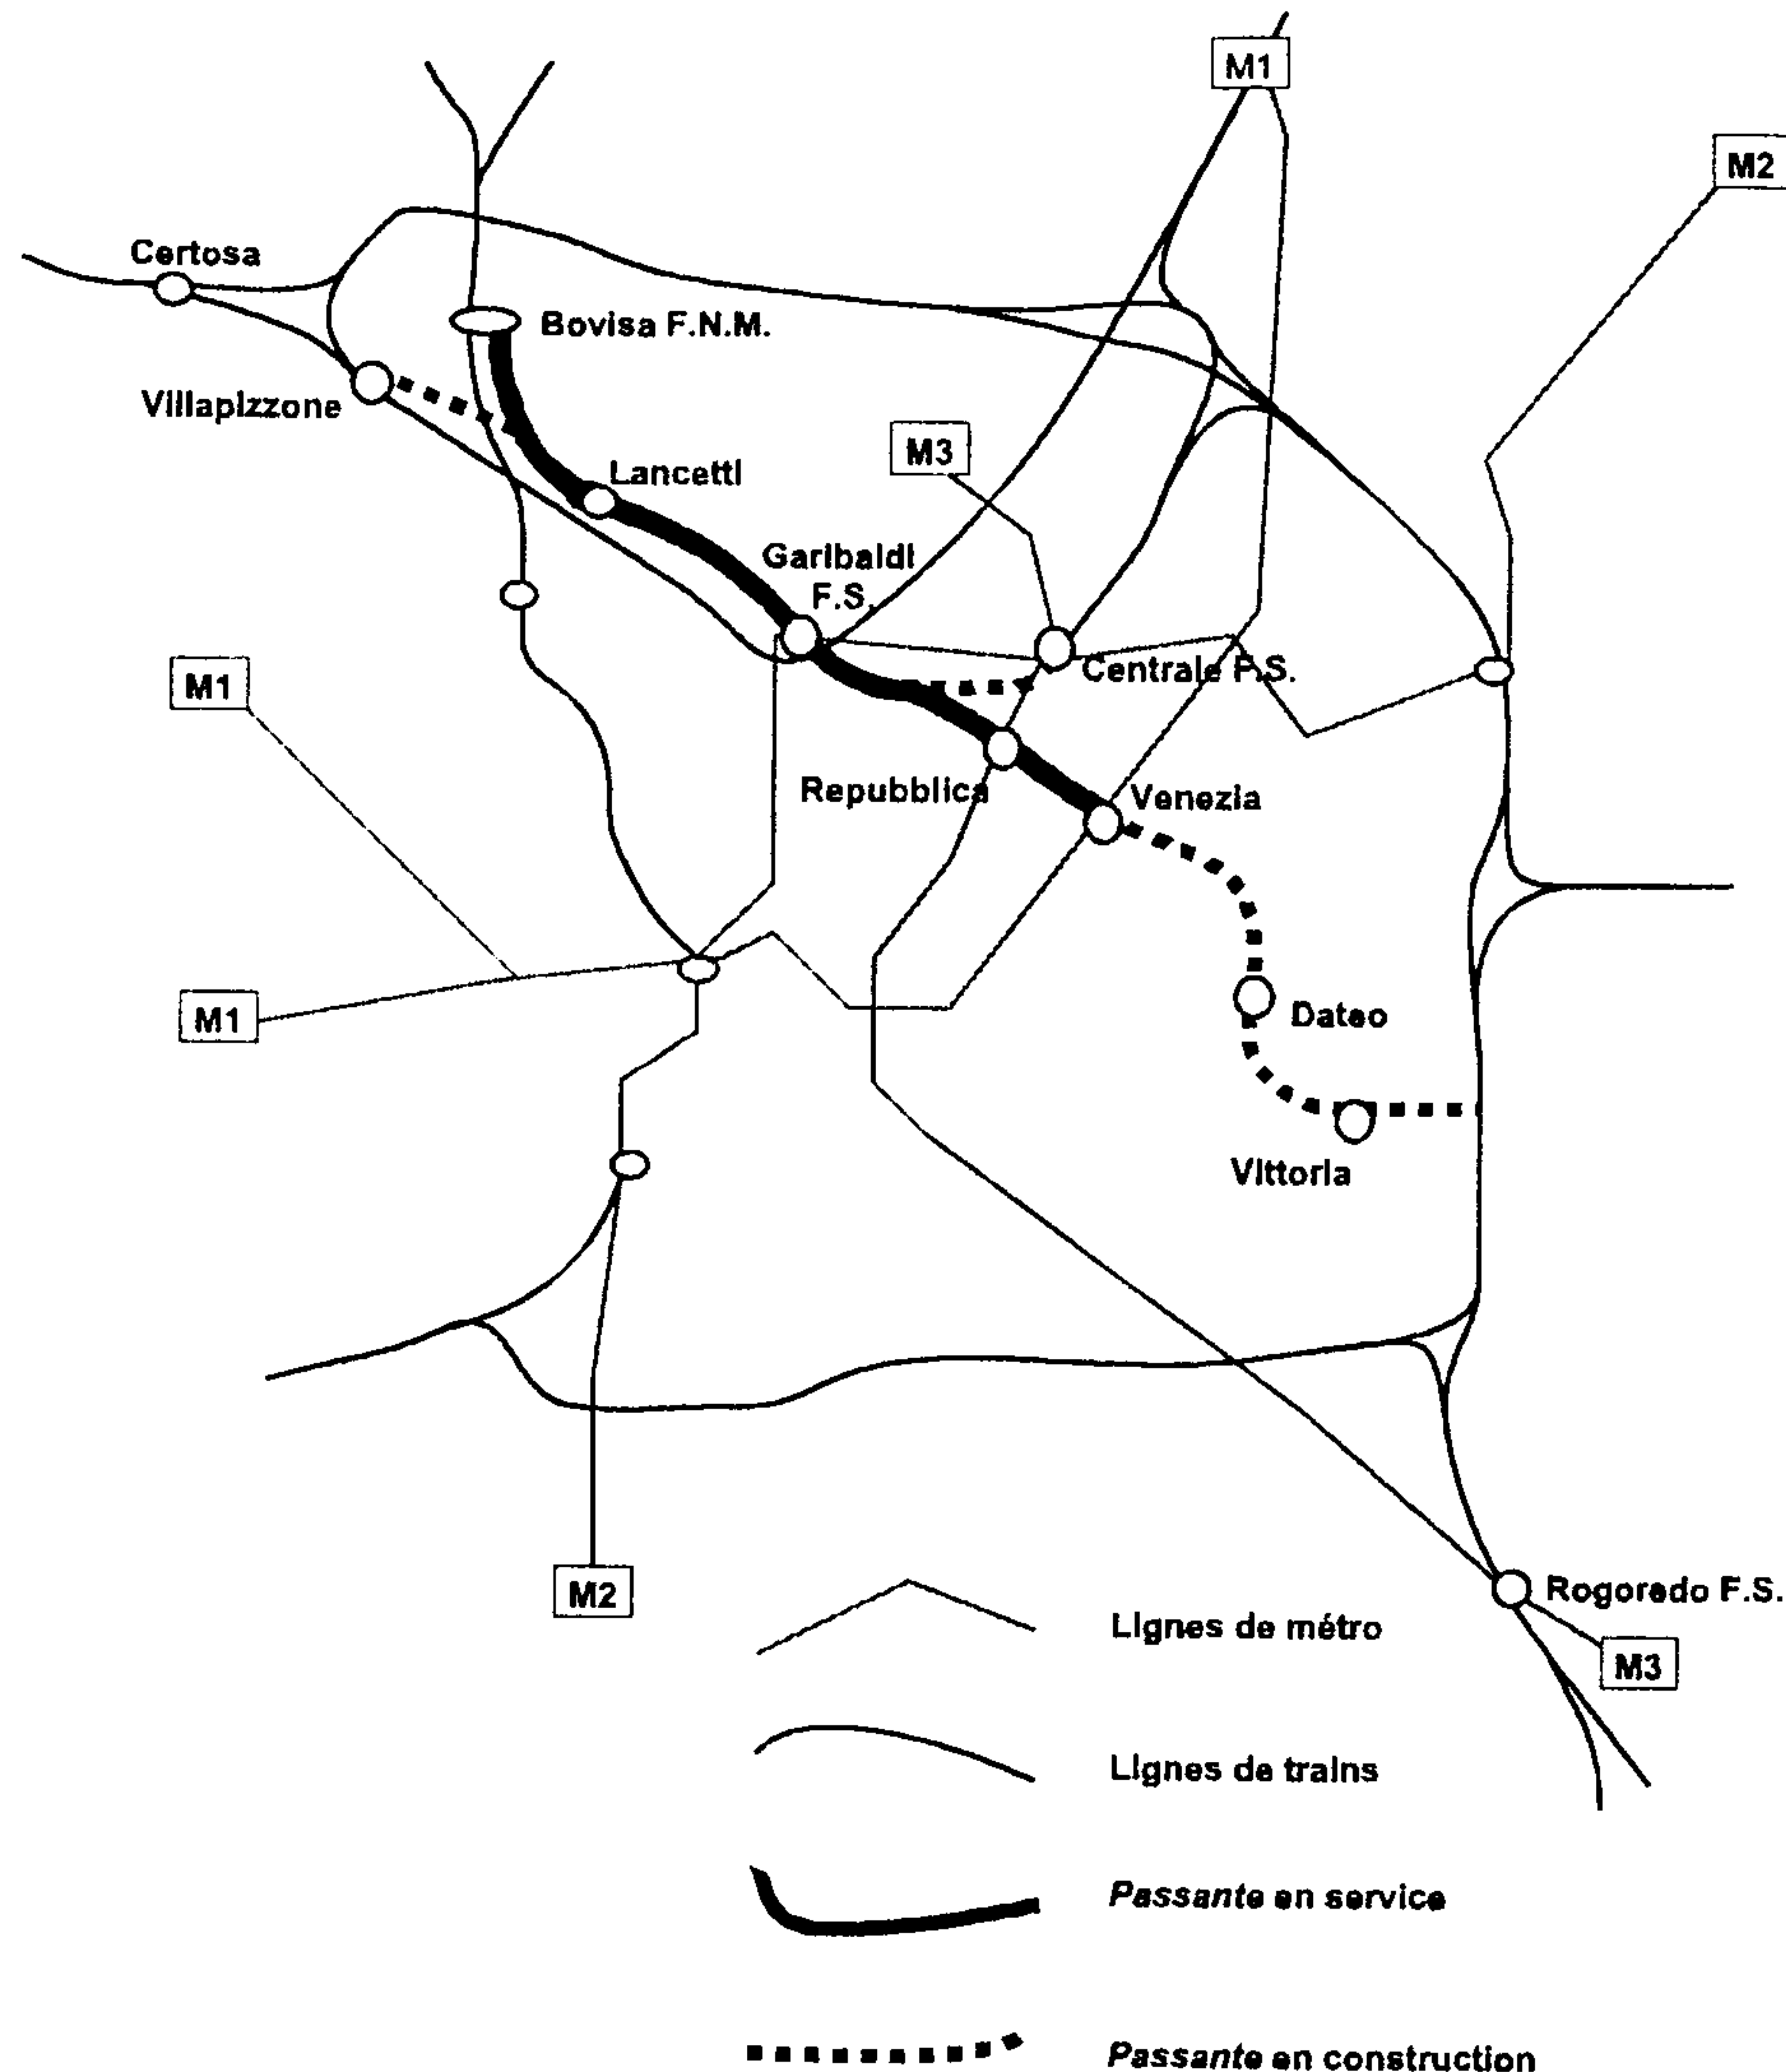 M1
M2
Certosa
Bovisa F.N.M.
Villapizzone
M3
Lancetti
Garibaldi
F.S.
M1
Centrale F.S.
Repubblica
Venezia
M1
Dateo
Vittoria
M2
Rogoredo F.S.
Lignes de métro
M3
Lignes de trains
Passante en service
Passante en construction